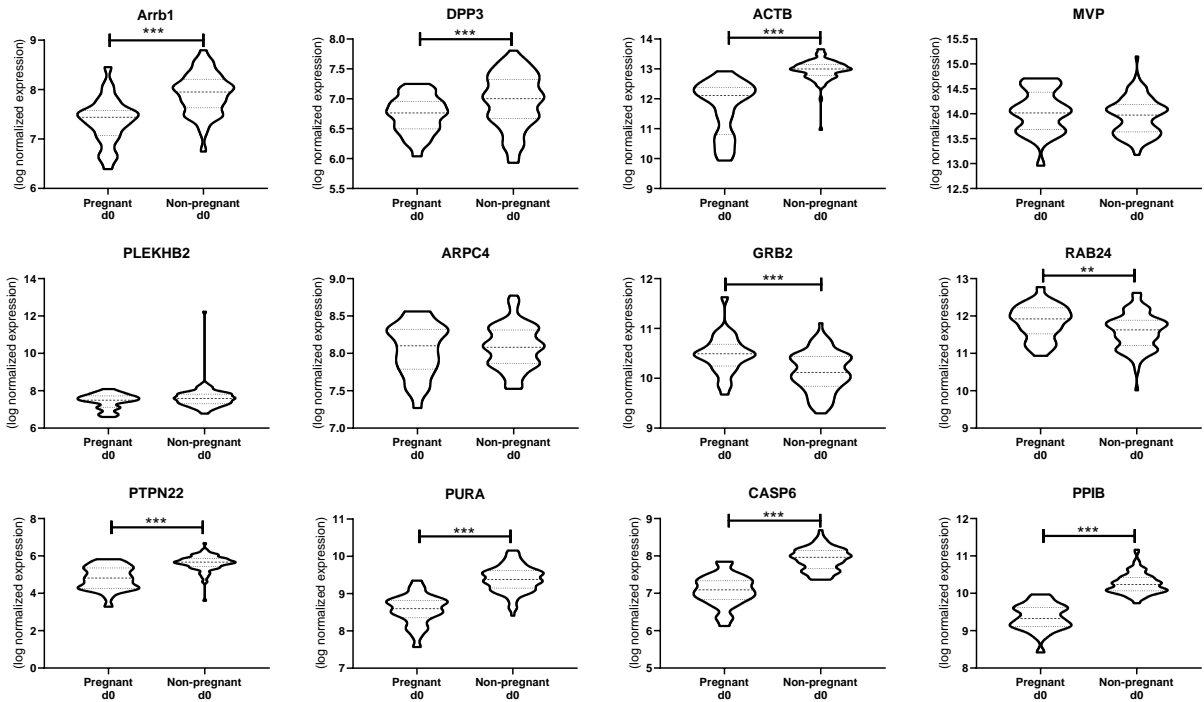 Arrb1
(log normalized expression)
9
8
7
6
***
Pregnant
d0
Non-pregnant
d0
DPP3
(log normalized expression)
8.0
7.5
7.0
6.5
6.0
5.5
***
Pregnant
d0
Non-pregnant
d0
ACTB
(log normalized expression)
14
13
12
11
10
9
***
Pregnant
d0
Non-pregnant
d0
MVP
(log normalized expression)
15.5
15.0
14.5
14.0
13.5
13.0
12.5
Pregnant
d0
Non-pregnant
d0
PLEKHB2
(log normalized expression)
14
12
10
8
6
Pregnant
d0
Non-pregnant
d0
ARPC4
(log normalized expression)
9.0
8.5
8.0
7.5
7.0
Pregnant
d0
Non-pregnant
d0
GRB2
(log normalized expression)
12
11
10
9
***
Pregnant
d0
Non-pregnant
d0
RAB24
(log normalized expression)
13
12
11
10
9
**
Pregnant
d0
Non-pregnant
d0
PTPN22
(log normalized expression)
8
6
4
2
0
***
Pregnant
d0
Non-pregnant
d0
PURA
(log normalized expression)
11
10
9
8
7
***
Pregnant
d0
Non-pregnant
d0
CASP6
(log normalized expression)
9
8
7
6
5
***
Pregnant
d0
Non-pregnant
d0
PPIB
(log normalized expression)
12
11
10
9
8
***
Pregnant
d0
Non-pregnant
d0